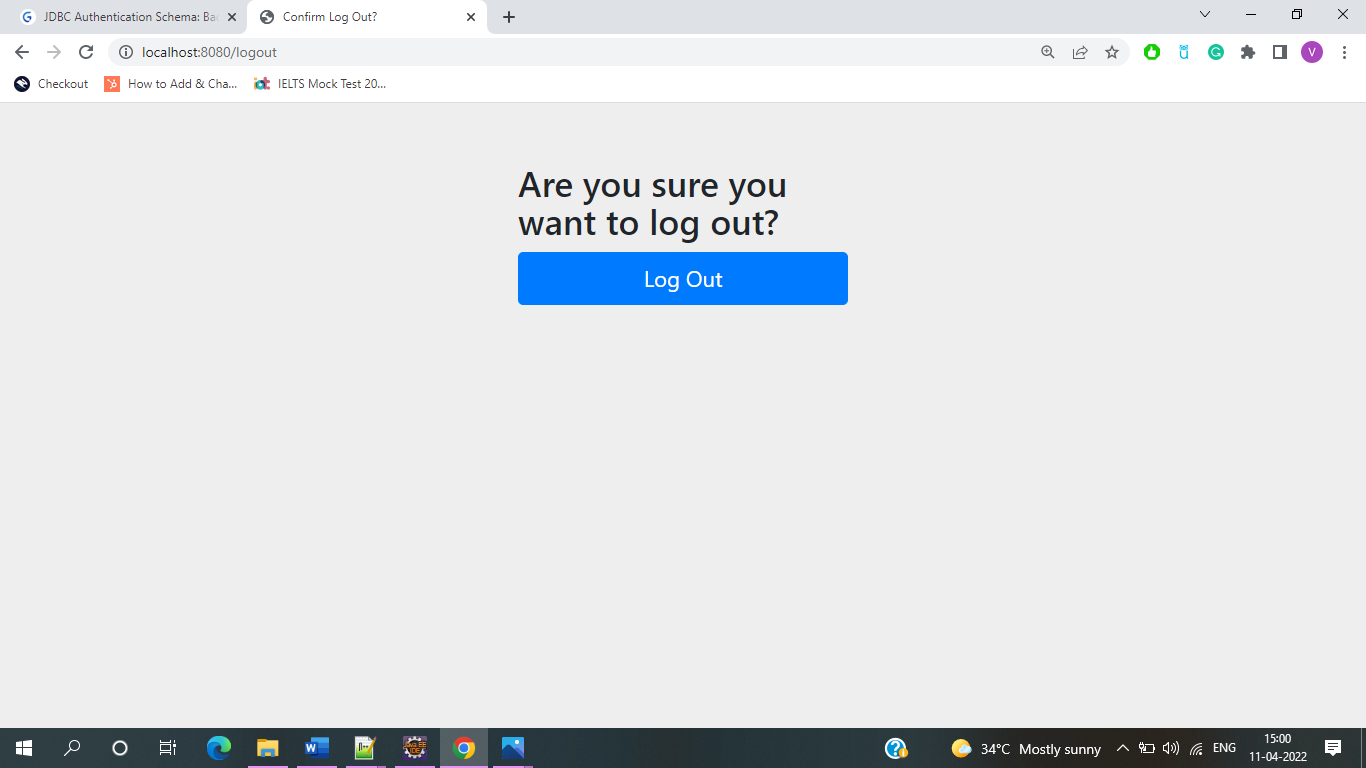 JDBC Authentication Schema: Ba
Confirm Log Out?
localhost:8080/logout
V
Checkout
How to Add & Cha...
IELTS Mock Test 20...
Are you sure you
want to log out?
Log Out
34°C Mostly sunny
ENG
15:00
11-04-2022